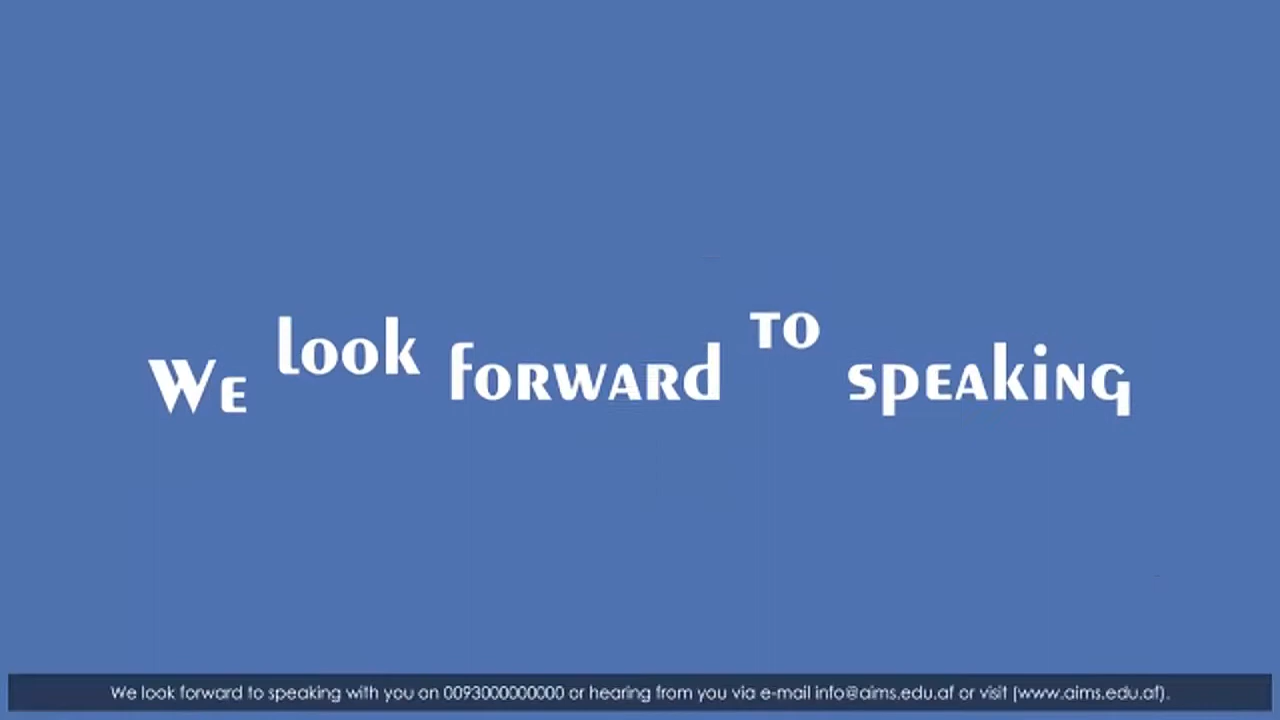 We look forward to speaking
We look forward to speaking with you on 0093000000000 or hearing from you via e-mail info@aims.edu.af or visit (www.aims.edu.af).